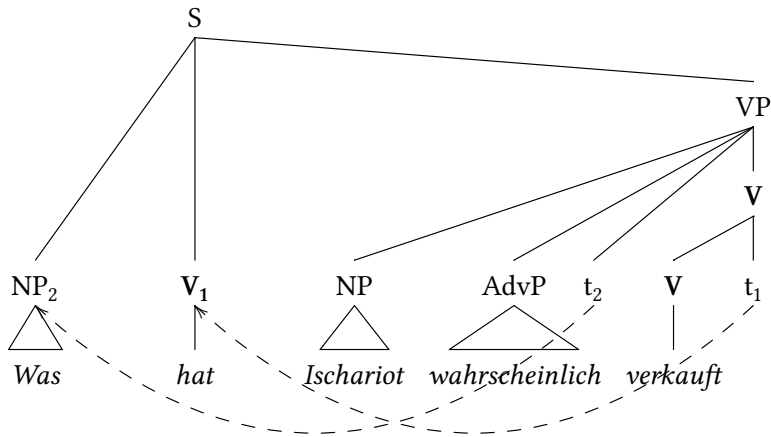 S
VP
V
NP₂ V₁ NP AdvP t₂ V t₁
Was hat Ischariot wahrscheinlich verkauft